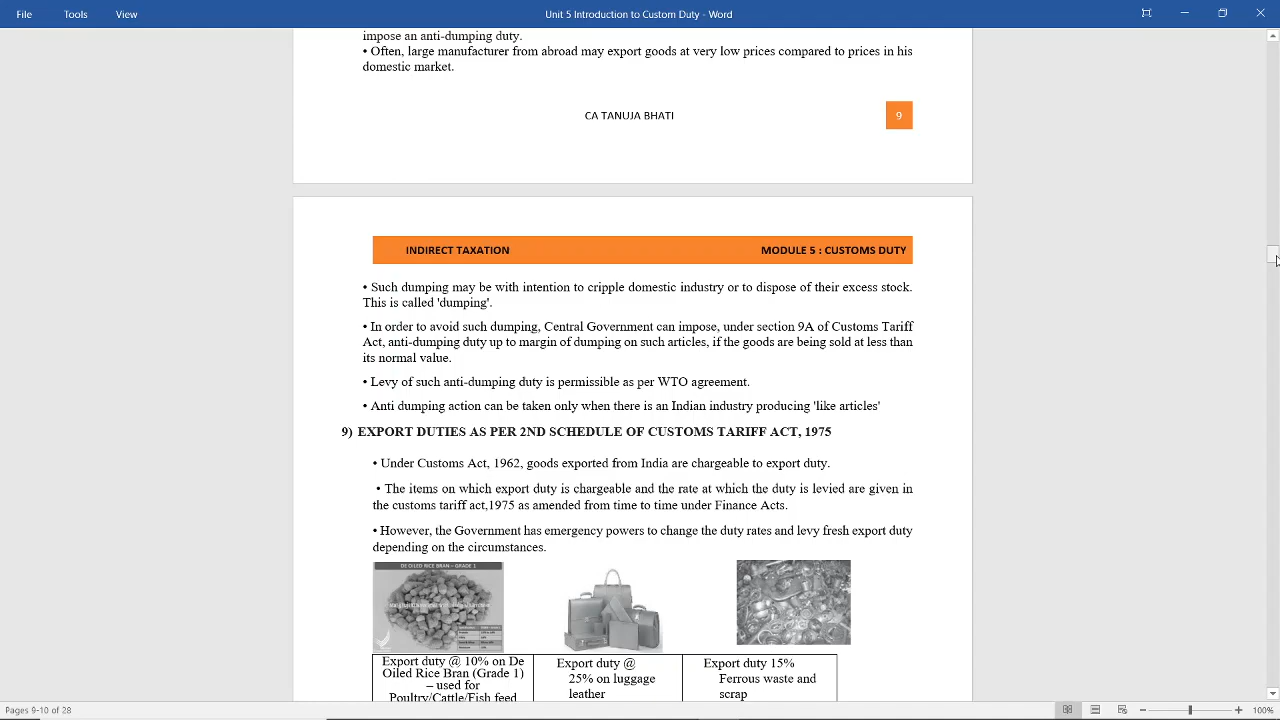 File Tools View Unit 5 Introduction to Custom Duty - Word
impose an anti-dumping duty.
• Often, large manufacturer from abroad may export goods at very low prices compared to prices in his
domestic market.
CA TANUJA BHATI 9
INDIRECT TAXATION MODULE 5 : CUSTOMS DUTY
• Such dumping may be with intention to cripple domestic industry or to dispose of their excess stock.
This is called 'dumping'.
• In order to avoid such dumping, Central Government can impose, under section 9A of Customs Tariff
Act, anti-dumping duty up to margin of dumping on such articles, if the goods are being sold at less than
its normal value.
• Levy of such anti-dumping duty is permissible as per WTO agreement.
• Anti dumping action can be taken only when there is an Indian industry producing 'like articles'
9) EXPORT DUTIES AS PER 2ND SCHEDULE OF CUSTOMS TARIFF ACT, 1975
• Under Customs Act, 1962, goods exported from India are chargeable to export duty.
• The items on which export duty is chargeable and the rate at which the duty is levied are given in
the customs tariff act,1975 as amended from time to time under Finance Acts.
• However, the Government has emergency powers to change the duty rates and levy fresh export duty
depending on the circumstances.
DE OILED RICE BRAN – GRADE 1
Export duty @ 10% on De
Oiled Rice Bran (Grade 1)
– used for
Poultry/Cattle/Fish feed
Export duty @
25% on luggage
leather
Export duty 15%
Ferrous waste and
scrap
Pages 9-10 of 28 100%